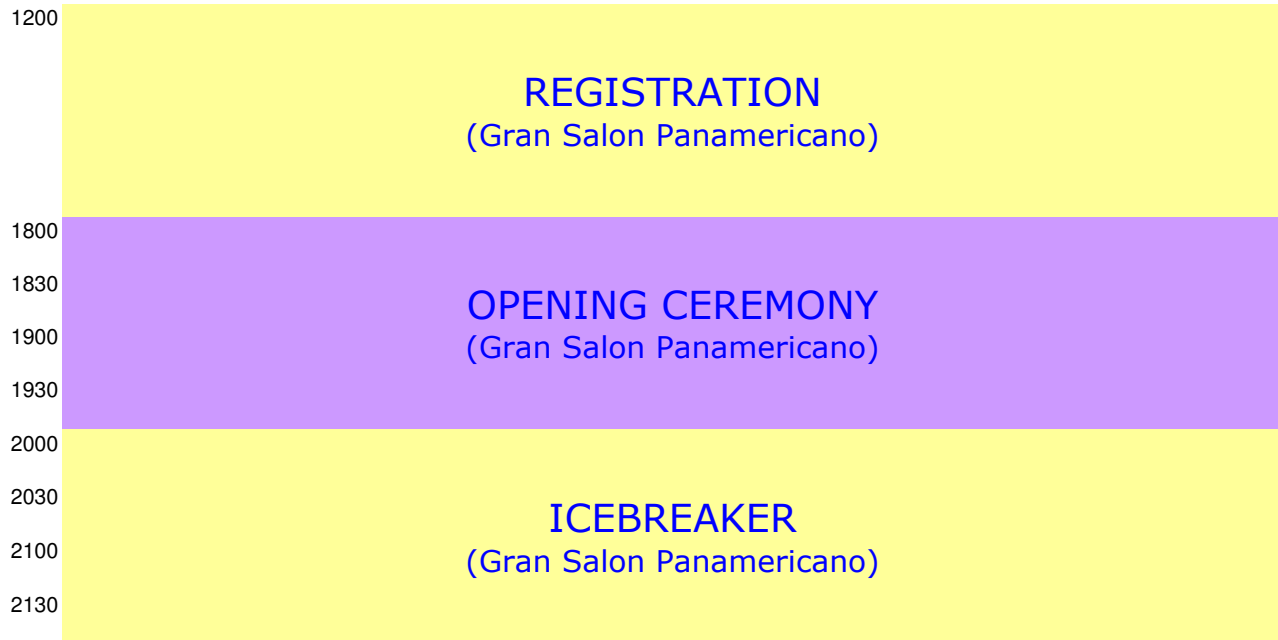 1200
REGISTRATION
(Gran Salon Panamericano)
1800
1830
OPENING CEREMONY
1900
(Gran Salon Panamericano)
1930
2000
2030
ICEBREAKER
2100
(Gran Salon Panamericano)
2130